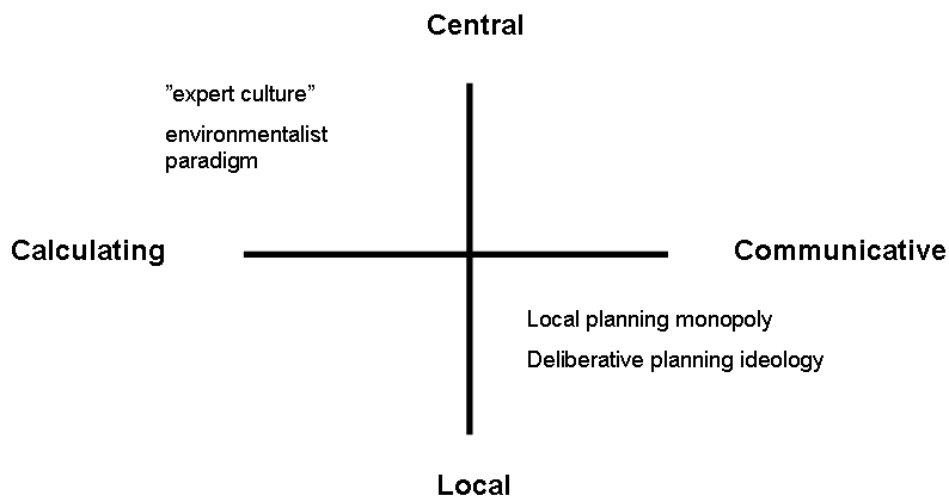 Central
”expert culture”
environmentalist
paradigm
Calculating
Communicative
Local planning monopoly
Deliberative planning ideology
Local